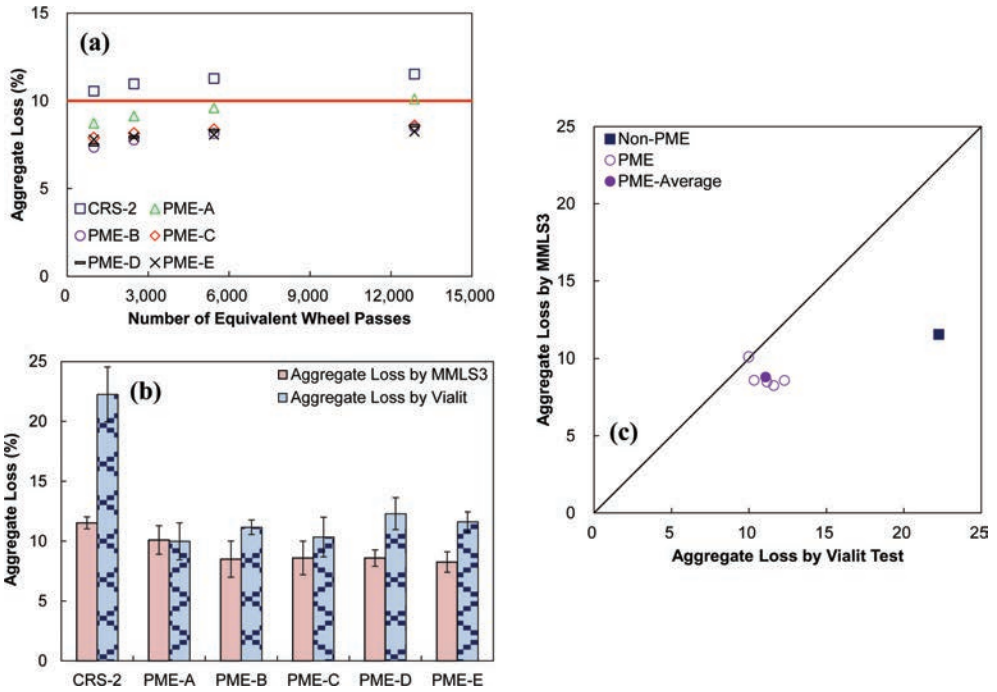 (a)
15
10
5
0
Aggregate Loss (%)
CRS-2 PME-A
PME-B PME-C
PME-D PME-E
0 3,000 6,000 9,000 12,000 15,000
Number of Equivalent Wheel Passes
(b)
25
20
15
10
5
0
Aggregate Loss (%)
Aggregate Loss by MMLS3
Aggregate Loss by Vialit
CRS-2 PME-A PME-B PME-C PME-D PME-E
(c)
25
20
15
10
5
0
Aggregate Loss by MMLS3
Non-PME
PME
PME-Average
0 5 10 15 20 25
Aggregate Loss by Vialit Test